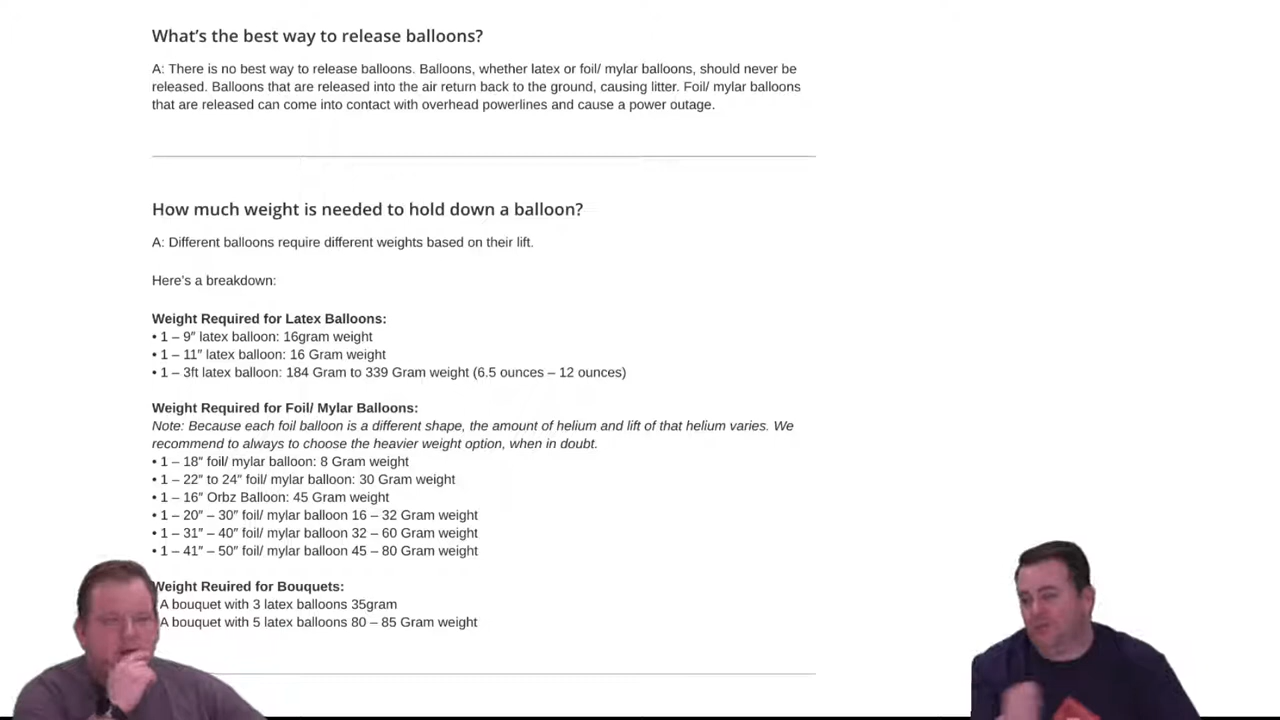 What's the best way to release balloons?
A: There is no best way to release balloons. Balloons, whether latex or foil/ mylar balloons, should never be
released. Balloons that are released into the air return back to the ground, causing litter. Foil/ mylar balloons
that are released can come into contact with overhead powerlines and cause a power outage.
How much weight is needed to hold down a balloon?
A: Different balloons require different weights based on their lift.
Here's a breakdown:
Weight Required for Latex Balloons:
• 1 – 9″ latex balloon: 16gram weight
• 1 – 11″ latex balloon: 16 Gram weight
• 1 – 3ft latex balloon: 184 Gram to 339 Gram weight (6.5 ounces – 12 ounces)
Weight Required for Foil/ Mylar Balloons:
Note: Because each foil balloon is a different shape, the amount of helium and lift of that helium varies. We
recommend to always to choose the heavier weight option, when in doubt.
• 1 – 18″ foil/ mylar balloon: 8 Gram weight
• 1 – 22″ to 24″ foil/ mylar balloon: 30 Gram weight
• 1 – 16″ Orbz Balloon: 45 Gram weight
• 1 – 20″ – 30″ foil/ mylar balloon 16 – 32 Gram weight
• 1 – 31″ – 40″ foil/ mylar balloon 32 – 60 Gram weight
• 1 – 41″ – 50″ foil/ mylar balloon 45 – 80 Gram weight
Weight Reuired for Bouquets:
A bouquet with 3 latex balloons 35gram
A bouquet with 5 latex balloons 80 – 85 Gram weight